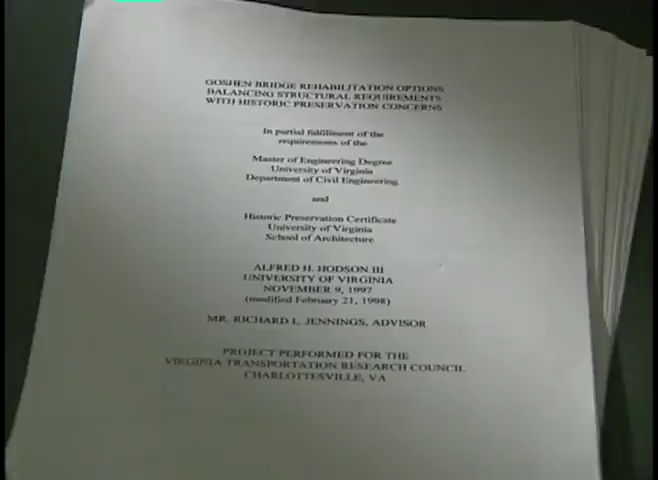 GOSHEN BRIDGE REHABILITATION OPTIONS
BALANCING STRUCTURAL REQUIREMENTS
WITH HISTORIC PRESERVATION CONCERNS
In partial fulfillment of the
requirements of the
Master of Engineering Degree
University of Virginia
Department of Civil Engineering
and
Historic Preservation Certificate
University of Virginia
School of Architecture
ALFRED H. HODSON III
UNIVERSITY OF VIRGINIA
NOVEMBER 9, 1997
(modified February 21, 1998)
MR. RICHARD L. JENNINGS, ADVISOR
PROJECT PERFORMED FOR THE
VIRGINIA TRANSPORTATION RESEARCH COUNCIL
CHARLOTTESVILLE, VA